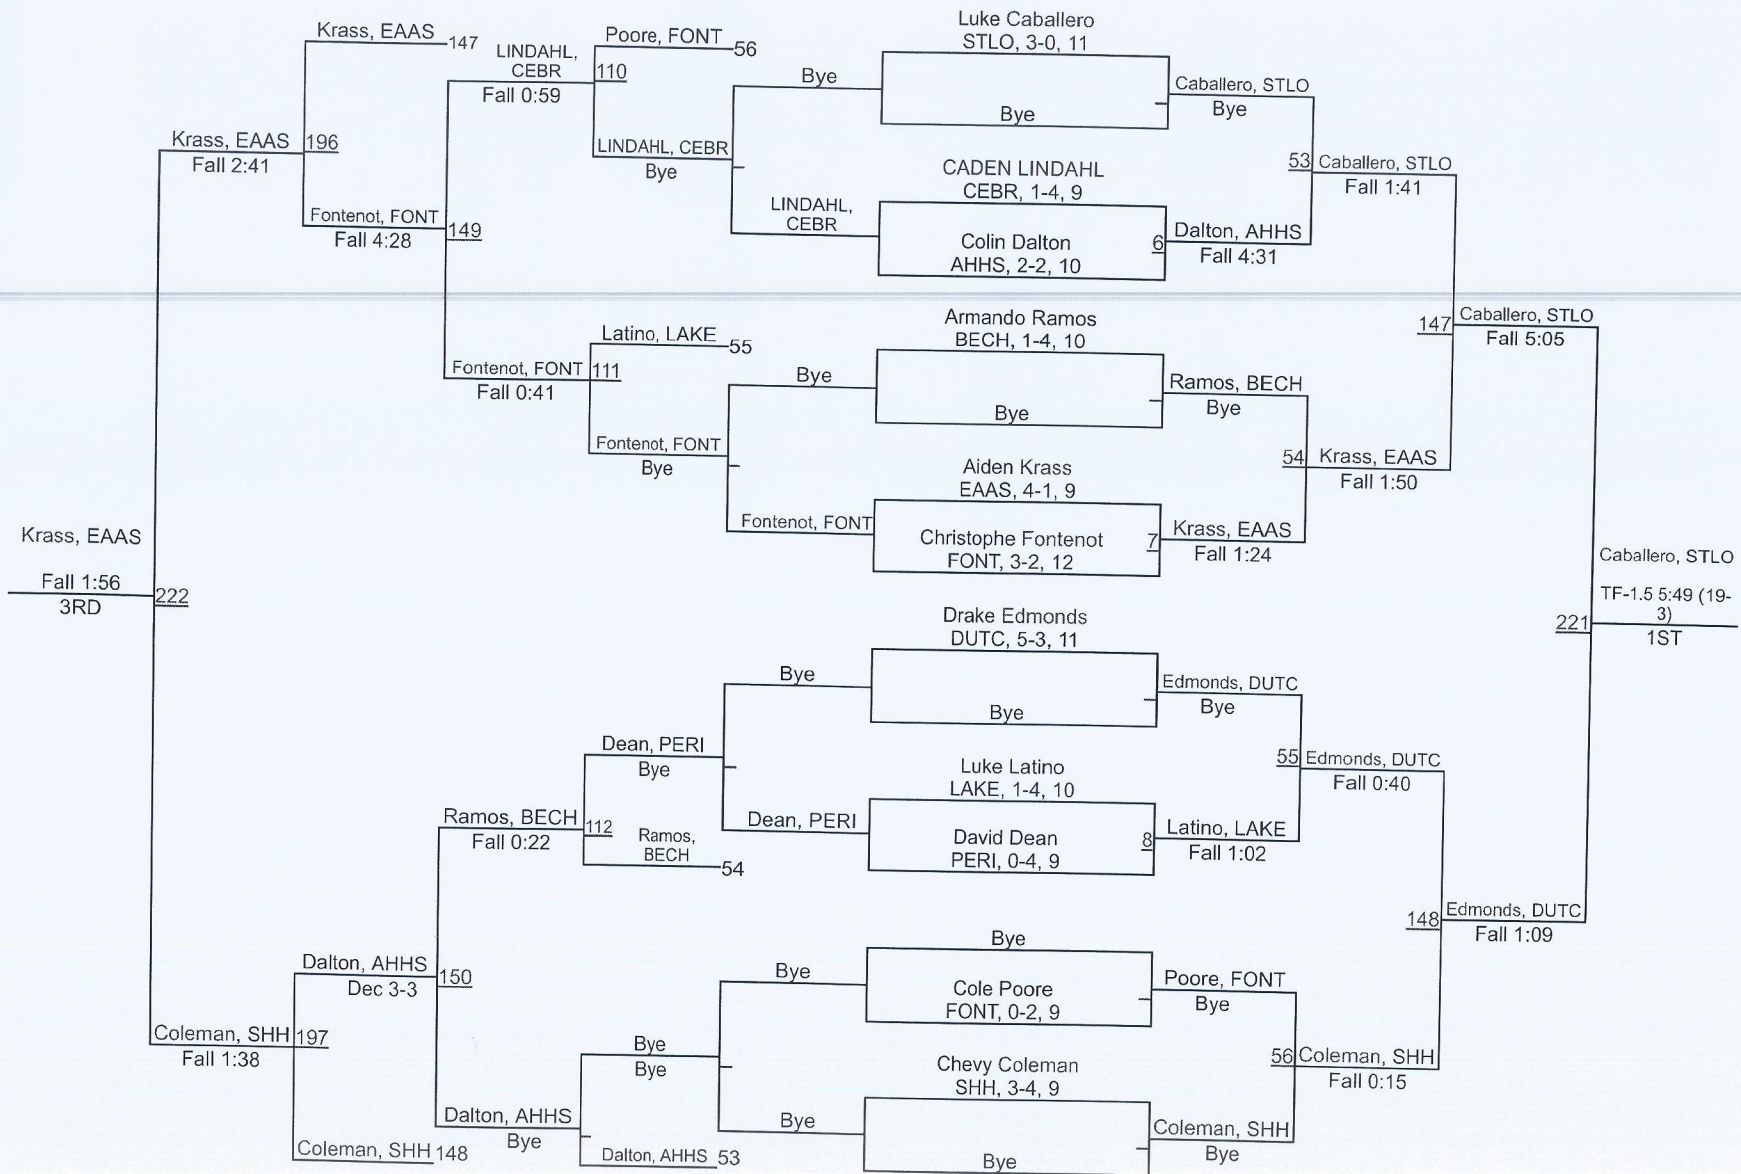 Luke Caballero
STLO, 3-0, 11
Bye
CADEN LINDAHL
CEBR, 1-4, 9
Colin Dalton
AHHS, 2-2, 10
6
Armando Ramos
BECH, 1-4, 10
Bye
Aiden Krass
EAAS, 4-1, 9
Christophe Fontenot
FONT, 3-2, 12
7
Drake Edmonds
DUTC, 5-3, 11
Bye
Luke Latino
LAKE, 1-4, 10
David Dean
PERI, 0-4, 9
8
Bye
Cole Poore
FONT, 0-2, 9
Chevy Coleman
SHH, 3-4, 9
Bye
Caballero, STLO
Bye
53
Dalton, AHHS
Fall 4:31
Ramos, BECH
Bye
54
Krass, EAAS
Fall 1:24
Edmonds, DUTC
Bye
55
Latino, LAKE
Fall 1:02
Poore, FONT
Bye
56
Coleman, SHH
Bye
Caballero, STLO
Fall 1:41
147
Krass, EAAS
Fall 1:50
Edmonds, DUTC
Fall 0:40
148
Coleman, SHH
Fall 0:15
Caballero, STLO
Fall 5:05
221
Edmonds, DUTC
Fall 1:09
Caballero, STLO
TF-1.5 5:49 (19-
3)
1ST
Bye
LINDAHL,
CEBR
Bye
Fontenot, FONT
Bye
Dean, PERI
Bye
Bye
Poore, FONT
56
LINDAHL, CEBR
Bye
Latino, LAKE
55
Fontenot, FONT
Bye
Dean, PERI
Bye
Ramos,
BECH
54
Bye
Bye
Dalton, AHHS
53
LINDAHL,
CEBR
Fall 0:59
110
Fontenot, FONT
Fall 0:41
111
Ramos, BECH
Fall 0:22
112
Dalton, AHHS
Bye
Krass, EAAS
147
Fontenot, FONT
Fall 4:28
149
Dalton, AHHS
Dec 3-3
150
Coleman, SHH
148
Krass, EAAS
Fall 2:41
196
Coleman, SHH
Fall 1:38
197
Krass, EAAS
Fall 1:56
3RD
222